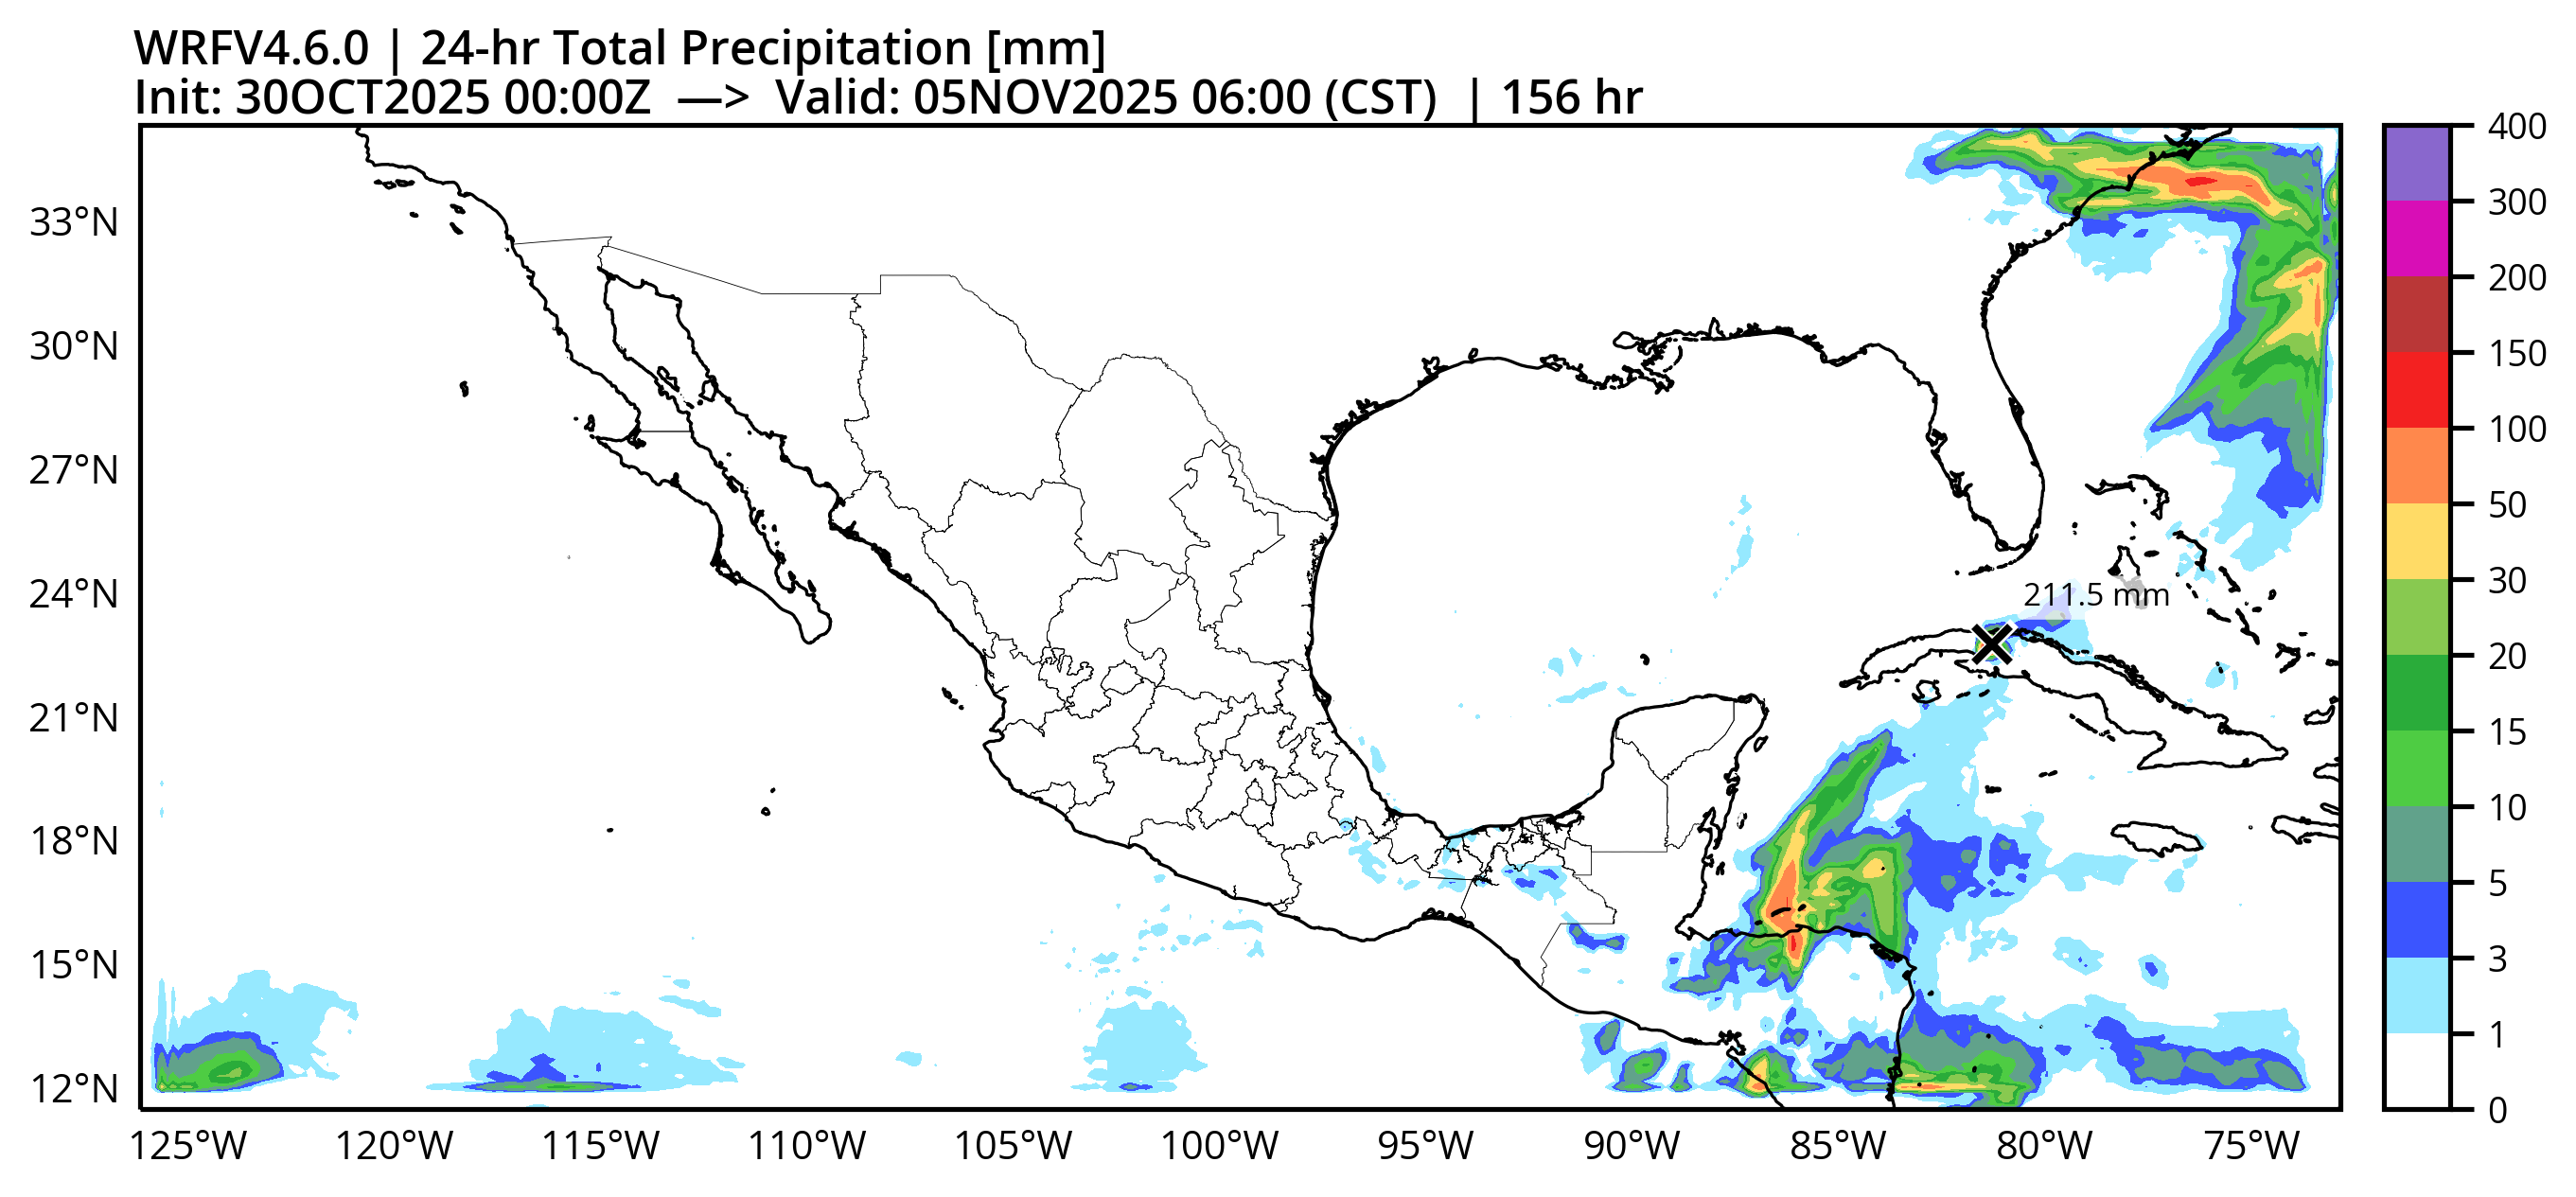 WRFV4.6.0 | 24-hr Total Precipitation [mm]
Init: 30OCT2025 00:00Z —> Valid: 05NOV2025 06:00 (CST) | 156 hr
33°N
30°N
27°N
24°N
21°N
18°N
15°N
12°N
211.5 mm
125°W
120°W
115°W
110°W
105°W
100°W
95°W
90°W
85°W
80°W
75°W
400
300
200
150
100
50
30
20
15
10
5
3
1
0